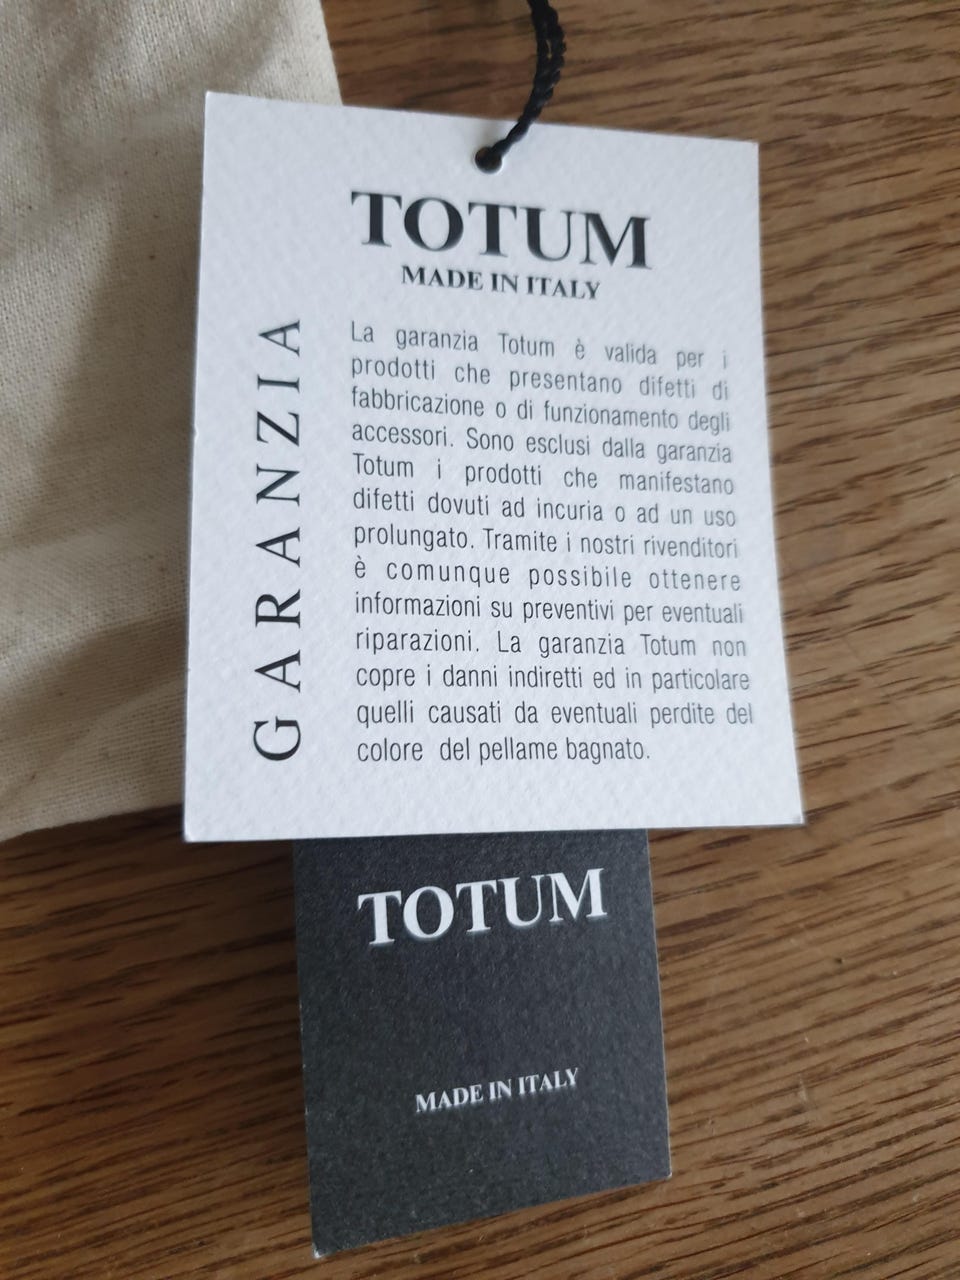 TOTUM
MADE IN ITALY
GARANZIA
La garanzia Totum è valida per i
prodotti che presentano difetti di
fabbricazione o di funzionamento degli
accessori. Sono esclusi dalla garanzia
Totum i prodotti che manifestano
difetti dovuti ad incuria o ad un uso
prolungato. Tramite i nostri rivenditori
è comunque possibile ottenere
informazioni su preventivi per eventuali
riparazioni. La garanzia Totum non
copre i danni indiretti ed in particolare
quelli causati da eventuali perdite del
colore del pellame bagnato.
TOTUM
MADE IN ITALY